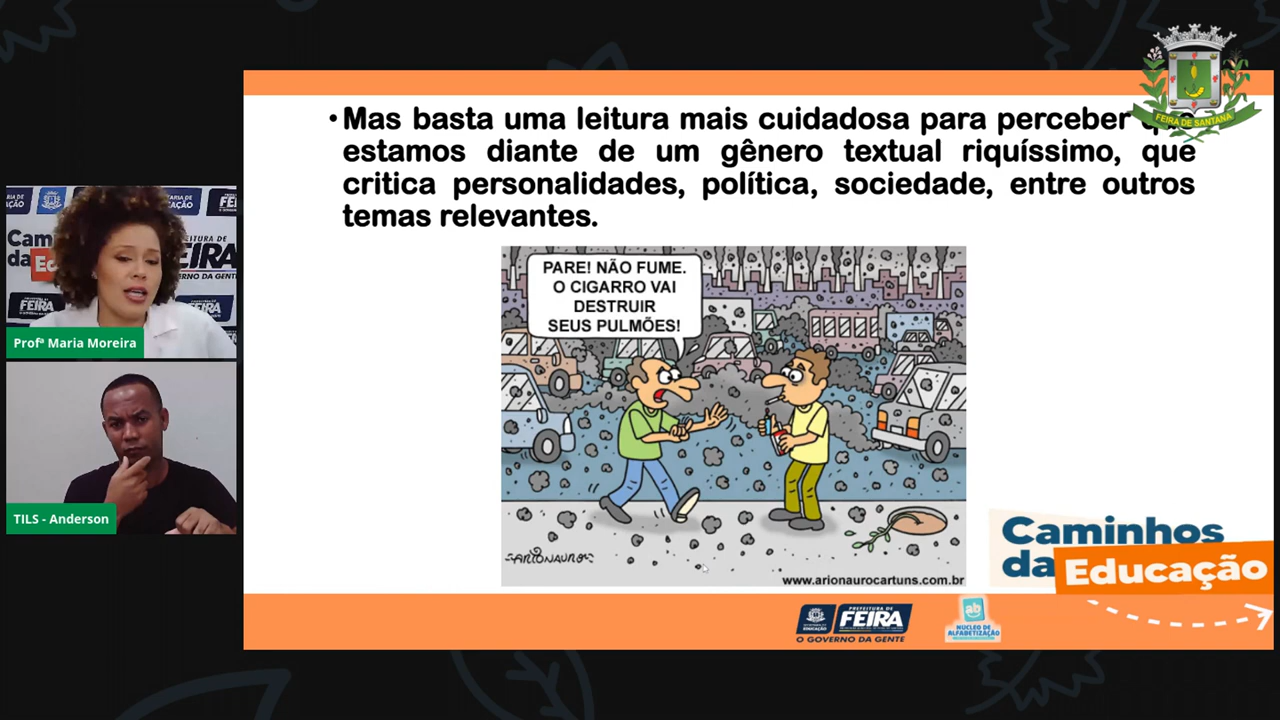 FEIRA DE SANTANA
• Mas basta uma leitura mais cuidadosa para perceber que
estamos diante de um gênero textual riquíssimo, que
critica personalidades, política, sociedade, entre outros
temas relevantes.
PARE! NÃO FUME.
O CIGARRO VAI
DESTRUIR
SEUS PULMÕES!
ARIONAURO
www.arionaurocartuns.com.br
FEIRA
Profª Maria Moreira
TILS - Anderson
Caminhos
da Educação
PREFEITURA DE
FEIRA
O GOVERNO DA GENTE
ab
NÚCLEO DE
ALFABETIZAÇÃO